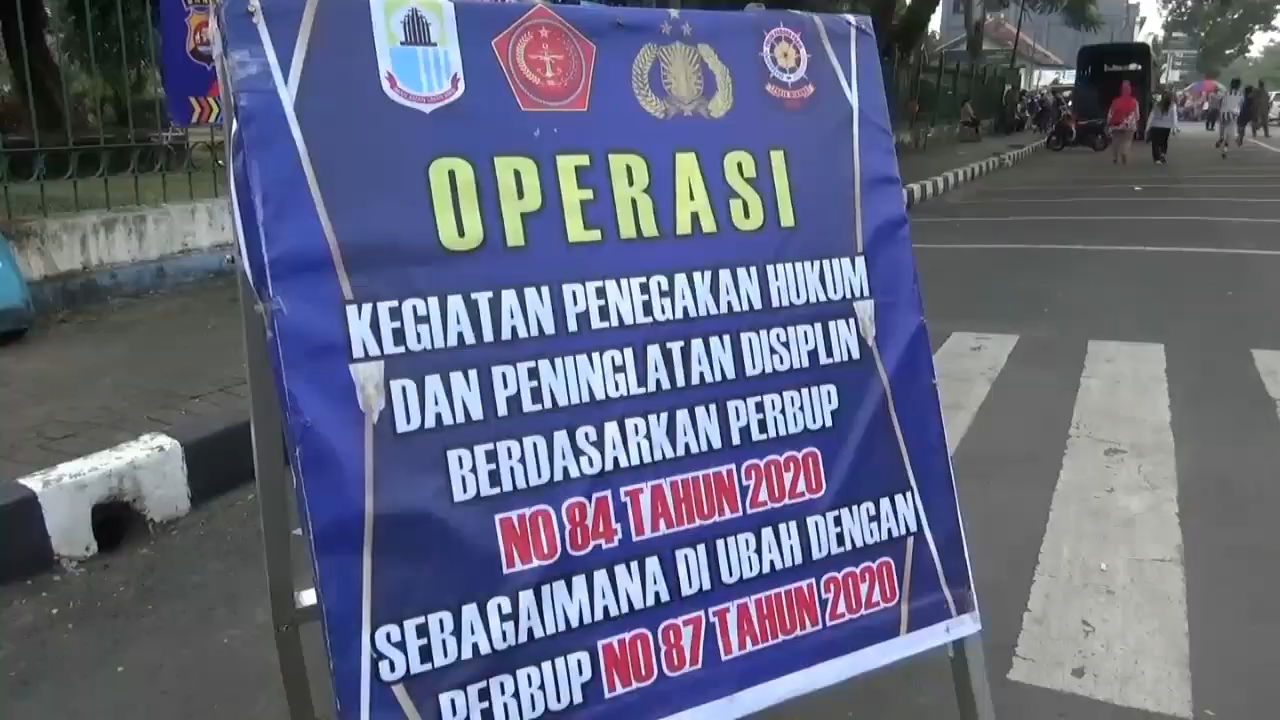 OPERASI
KEGIATAN PENEGAKAN HUKUM
DAN PENINGLATAN DISIPLIN
BERDASARKAN PERBUP
NO 84 TAHUN 2020
SEBAGAIMANA DI UBAH DENGAN
PERBUP NO 87 TAHUN 2020